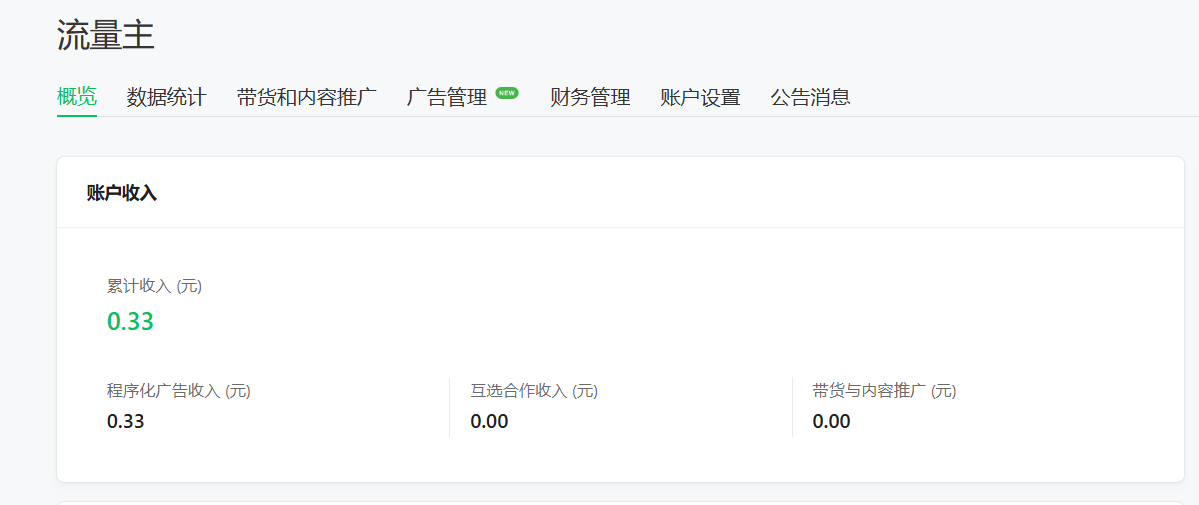 流量主
概览 数据统计 带货和内容推广 广告管理 NEW 财务管理 账户设置 公告消息
账户收入
累计收入 (元)
0.33
程序化广告收入 (元) 互选合作收入 (元) 带货与内容推广 (元)
0.33 0.00 0.00